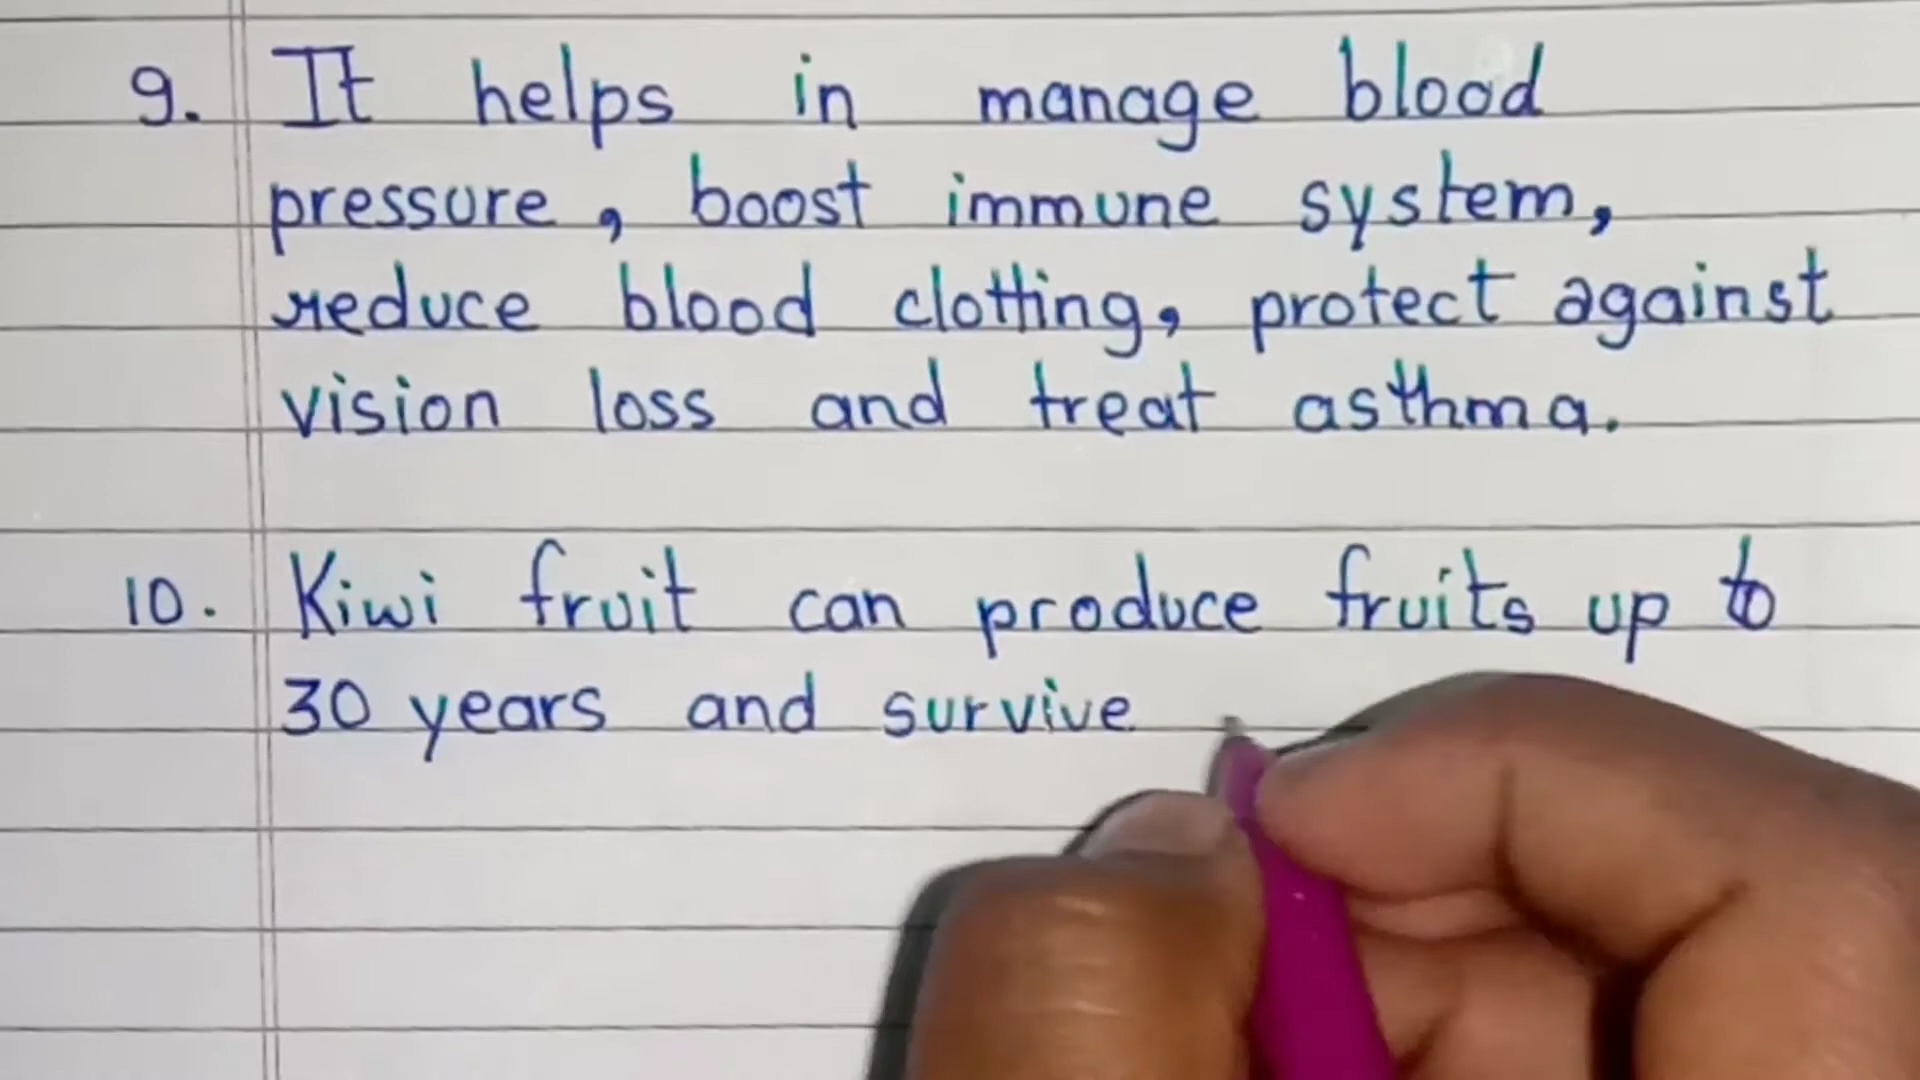 9. It helps in manage blood
pressure, boost immune system,
reduce blood clotting, protect against
vision loss and treat asthma.
10. Kiwi fruit can produce fruits up to
30 years and survive